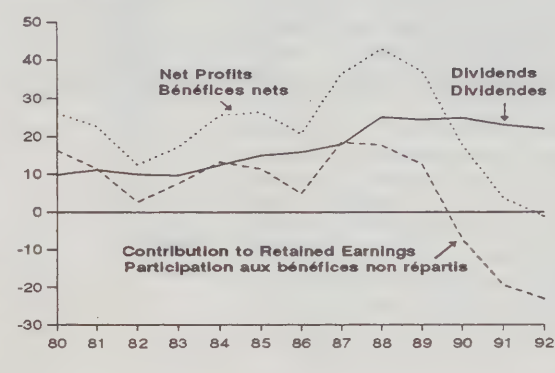 50
40
30
20
10
0
-10
-20
-30
Net Profits
Bénéfices nets
Dividends
Dividendes
Contribution to Retained Earnings
Participation aux bénéfices non répartis
80 81 82 83 84 85 86 87 88 89 90 91 92